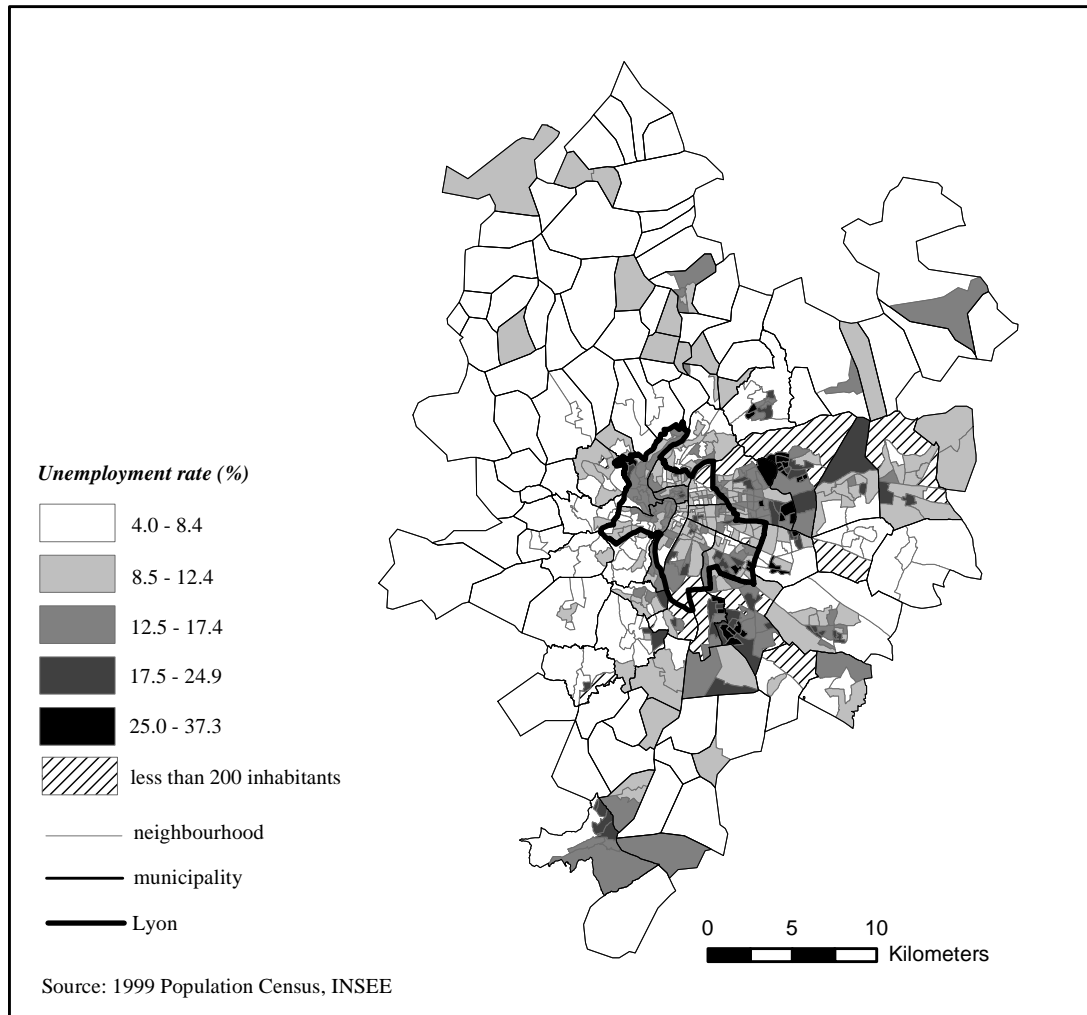 Unemployment rate (%)
4.0 - 8.4
8.5 - 12.4
12.5 - 17.4
17.5 - 24.9
25.0 - 37.3
less than 200 inhabitants
neighbourhood
municipality
Lyon
0 5 10
Kilometers
Source: 1999 Population Census, INSEE